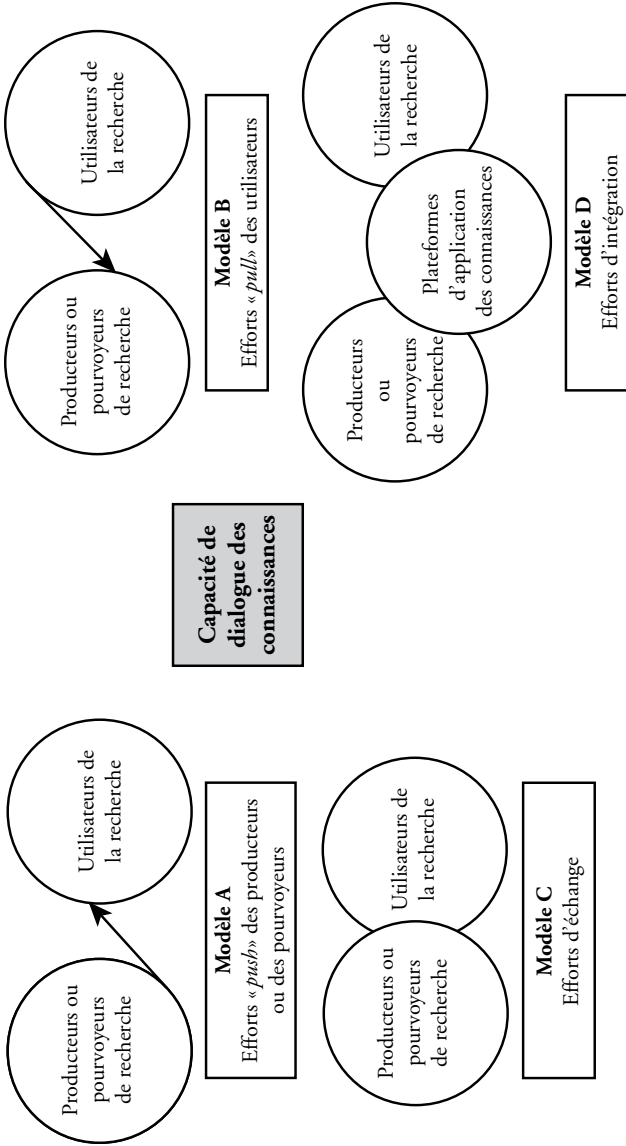 Producteurs ou
pourvoyeurs
de recherche
Utilisateurs de
la recherche
Modèle A
Efforts « push» des producteurs
ou des pourvoyeurs
Producteurs ou
pourvoyeurs
de recherche
Utilisateurs de
la recherche
Modèle B
Efforts « pull» des utilisateurs
Capacité de
dialogue des
connaissances
Producteurs ou
pourvoyeurs
de recherche
Utilisateurs de
la recherche
Modèle C
Efforts d’échange
Producteurs
ou
pourvoyeurs
de recherche
Plateformes
d’application
des connaissances
Utilisateurs de
la recherche
Modèle D
Efforts d’intégration